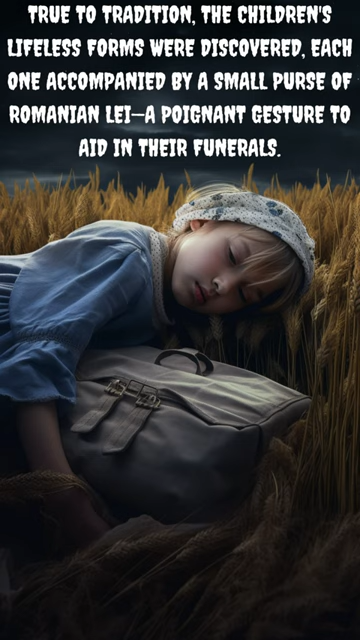 TRUE TO TRADITION, THE CHILDREN'S
LIFELESS FORMS WERE DISCOVERED, EACH
ONE ACCOMPANIED BY A SMALL PURSE OF
ROMANIAN LEI—A POIGNANT GESTURE TO
AID IN THEIR FUNERALS.